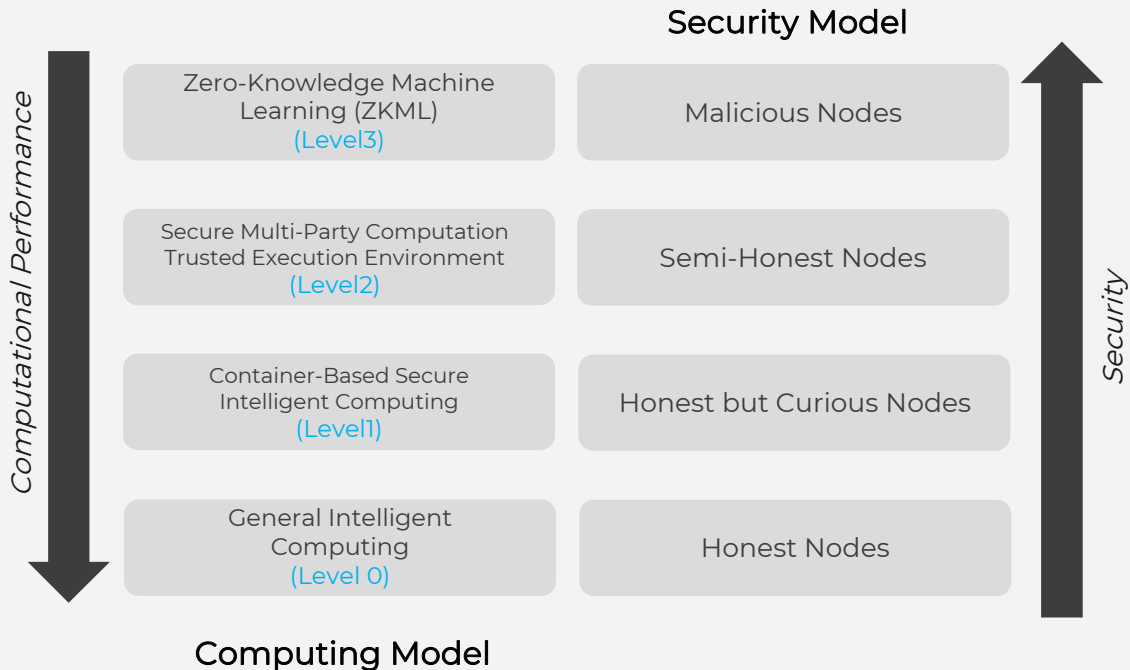 Security Model
Computational Performance
Zero-Knowledge Machine
Learning (ZKML)
(Level3)
Malicious Nodes
Secure Multi-Party Computation
Trusted Execution Environment
(Level2)
Semi-Honest Nodes
Security
Container-Based Secure
Intelligent Computing
(Level1)
Honest but Curious Nodes
General Intelligent
Computing
(Level 0)
Honest Nodes
Computing Model